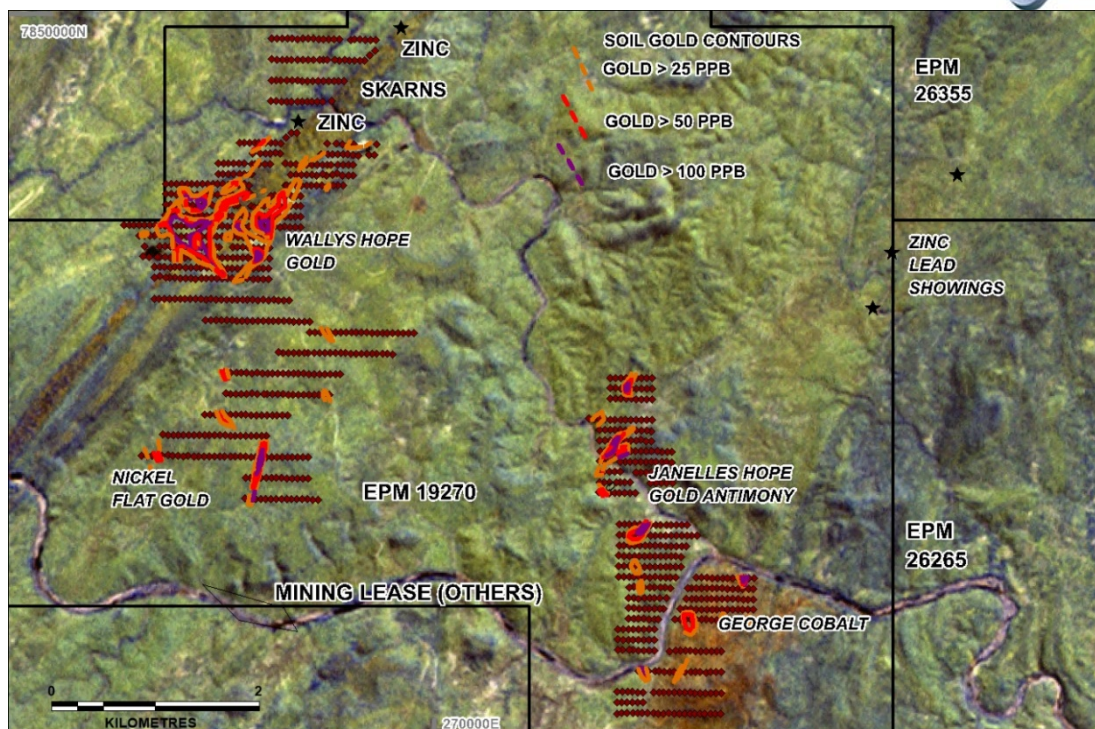 7850000N
ZINC
SKARNS
ZINC
SOIL GOLD CONTOURS
GOLD > 25 PPB
GOLD > 50 PPB
GOLD > 100 PPB
EPM
26355
WALLYS HOPE
GOLD
ZINC
LEAD
SHOWINGS
NICKEL
FLAT GOLD
EPM 19270
JANELLES HOPE
GOLD ANTIMONY
EPM
26265
MINING LEASE (OTHERS)
GEORGE COBALT
0 2
KILOMETRES
270000E